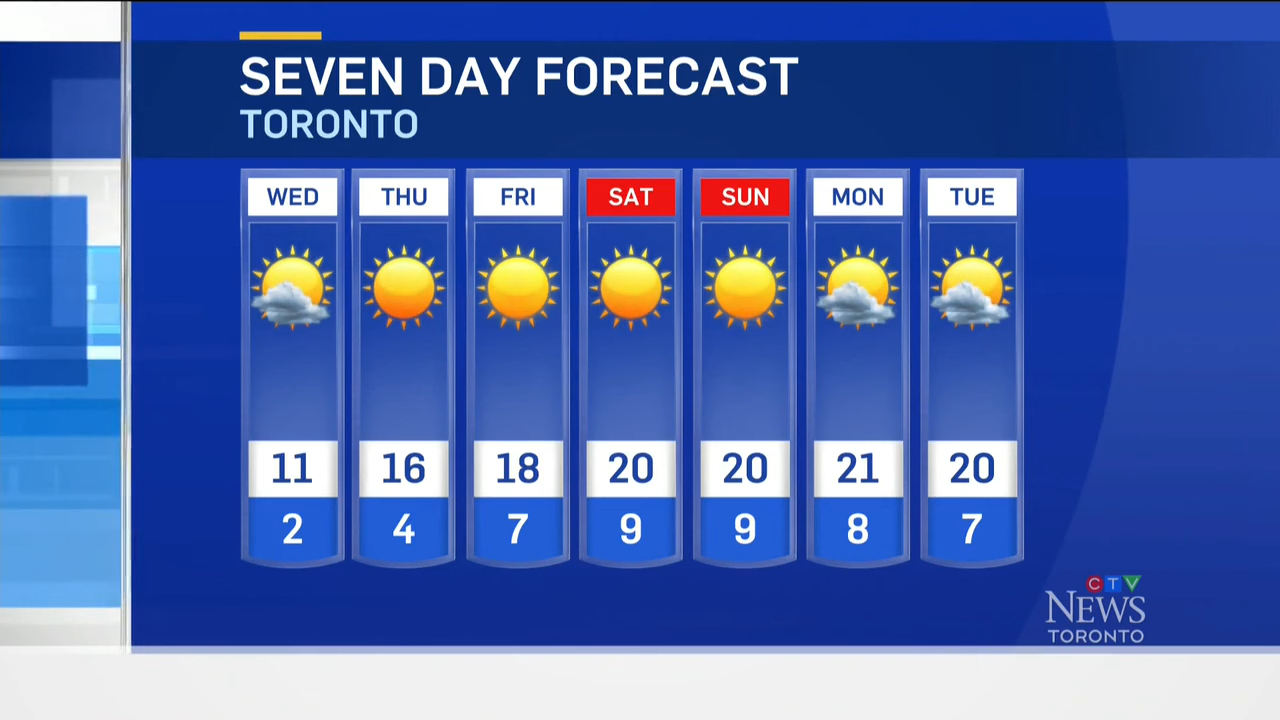 SEVEN DAY FORECAST
TORONTO
WED THU FRI SAT SUN MON TUE
11 16 18 20 20 21 20
2 4 7 9 9 8 7
CTV
NEWS
TORONTO